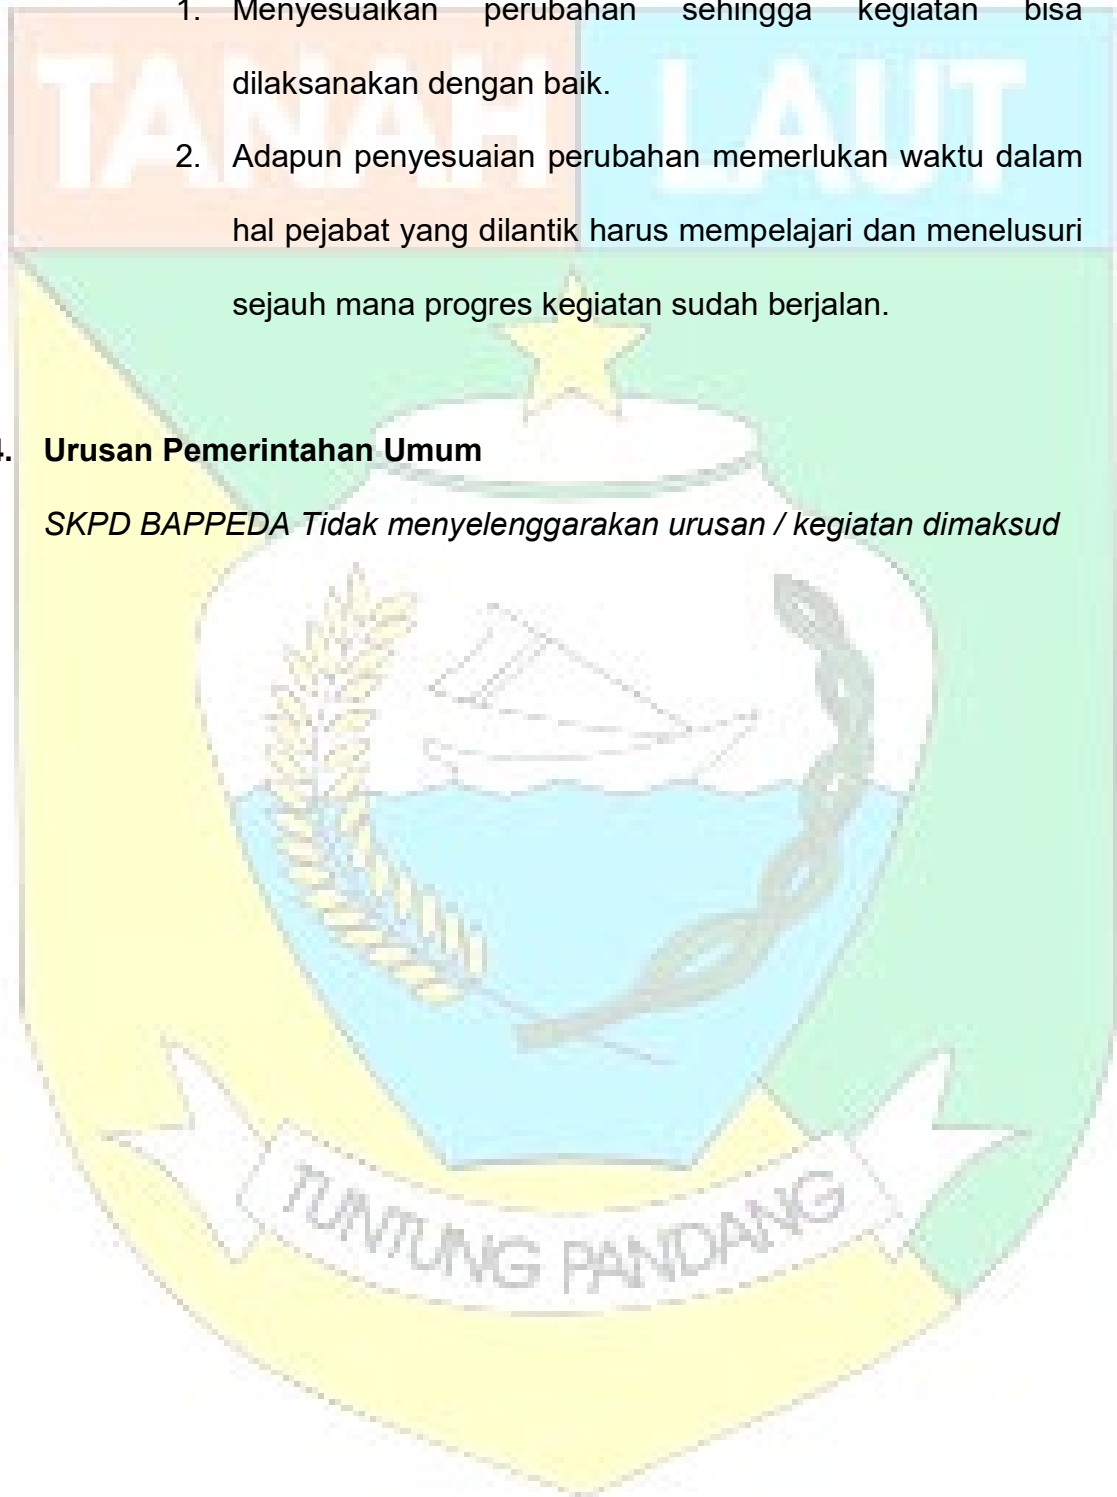 TANAH LAUT
1. Menyesuaikan perubahan sehingga kegiatan bisa
dilaksanakan dengan baik.
2. Adapun penyesuaian perubahan memerlukan waktu dalam
hal pejabat yang dilantik harus mempelajari dan menelusuri
sejauh mana progres kegiatan sudah berjalan.
4. Urusan Pemerintahan Umum
SKPD BAPPEDA Tidak menyelenggarakan urusan / kegiatan dimaksud
TUNTUNG PANDANG